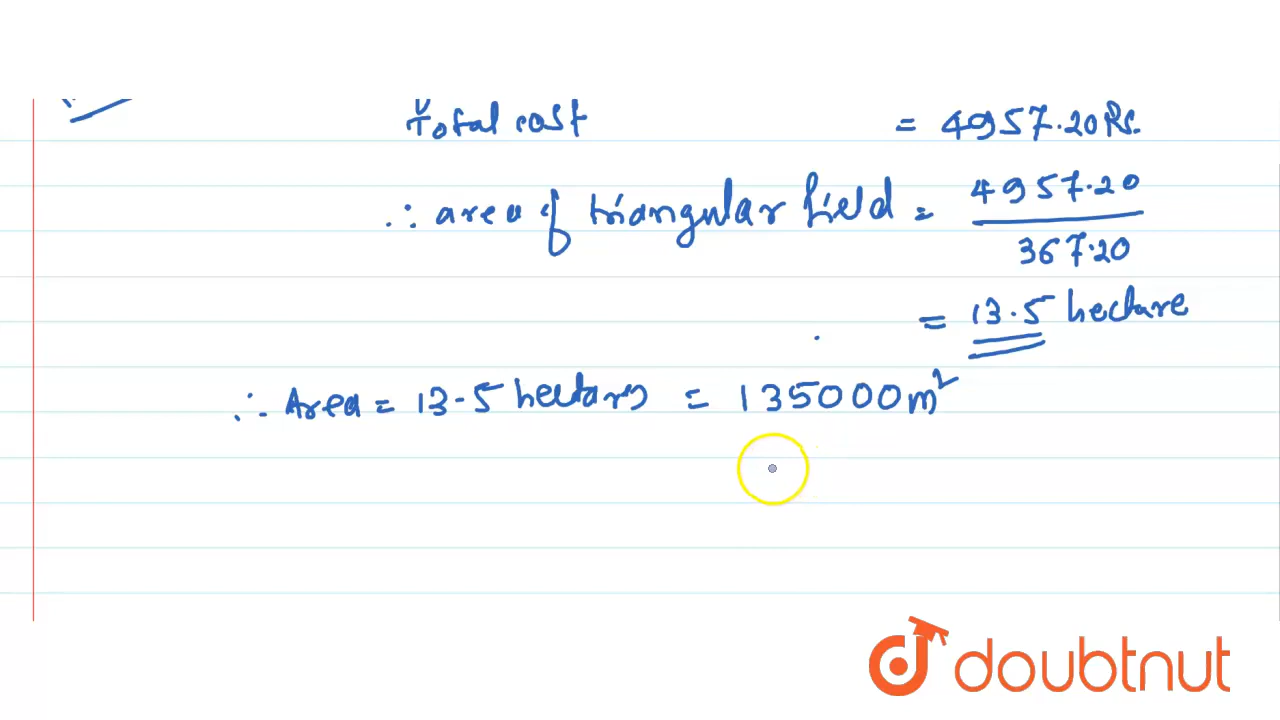 Total cost = 4957.20 Rs.
∴ area of triangular field = 4957.20
367.20
= 13.5 hectare
∴ Area = 13.5 hectars = 135000 m²
doubtnut